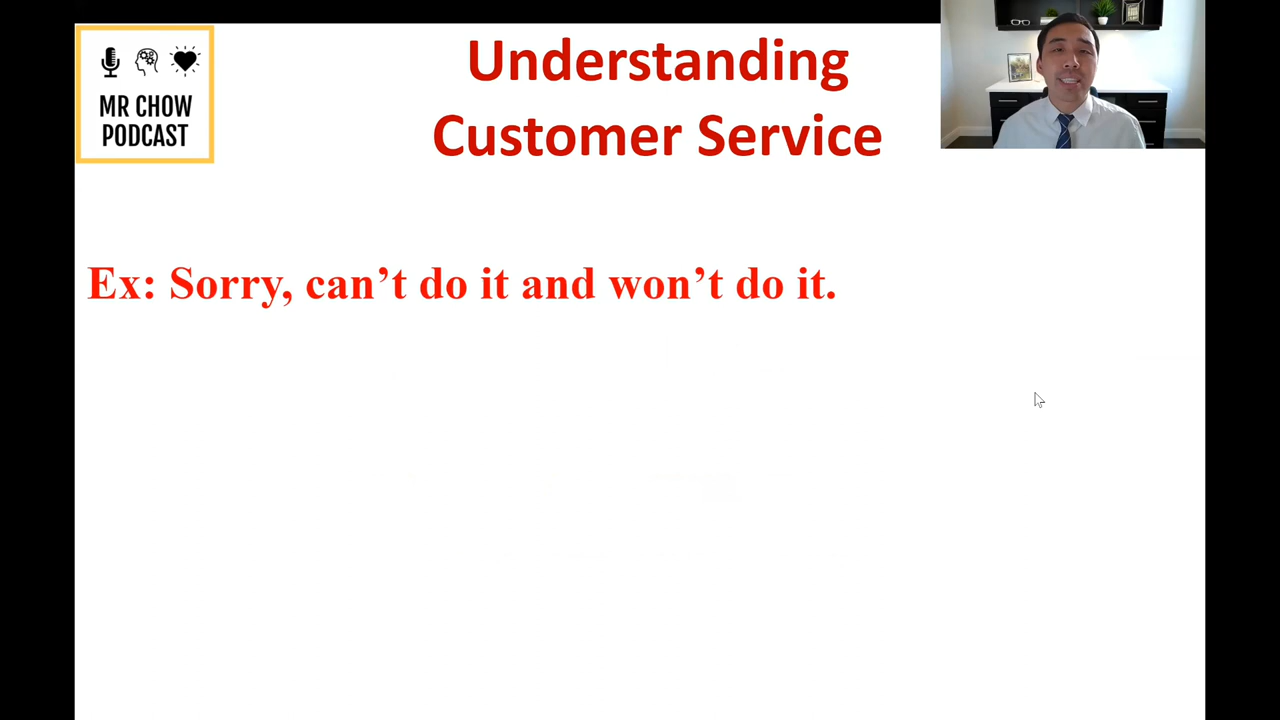 MR CHOW
PODCAST
Understanding
Customer Service
Ex: Sorry, can’t do it and won’t do it.